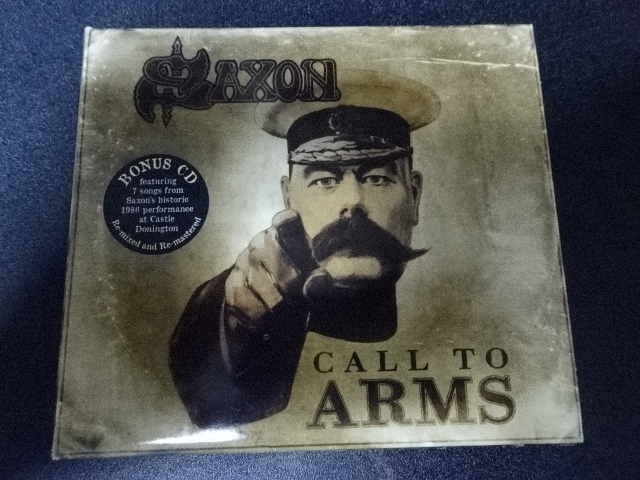 SAXON
BONUS CD
featuring
7 songs from
Saxon's historic
1980 performance
at Castle
Donington
Re-mixed and Re-mastered
CALL TO
ARMS